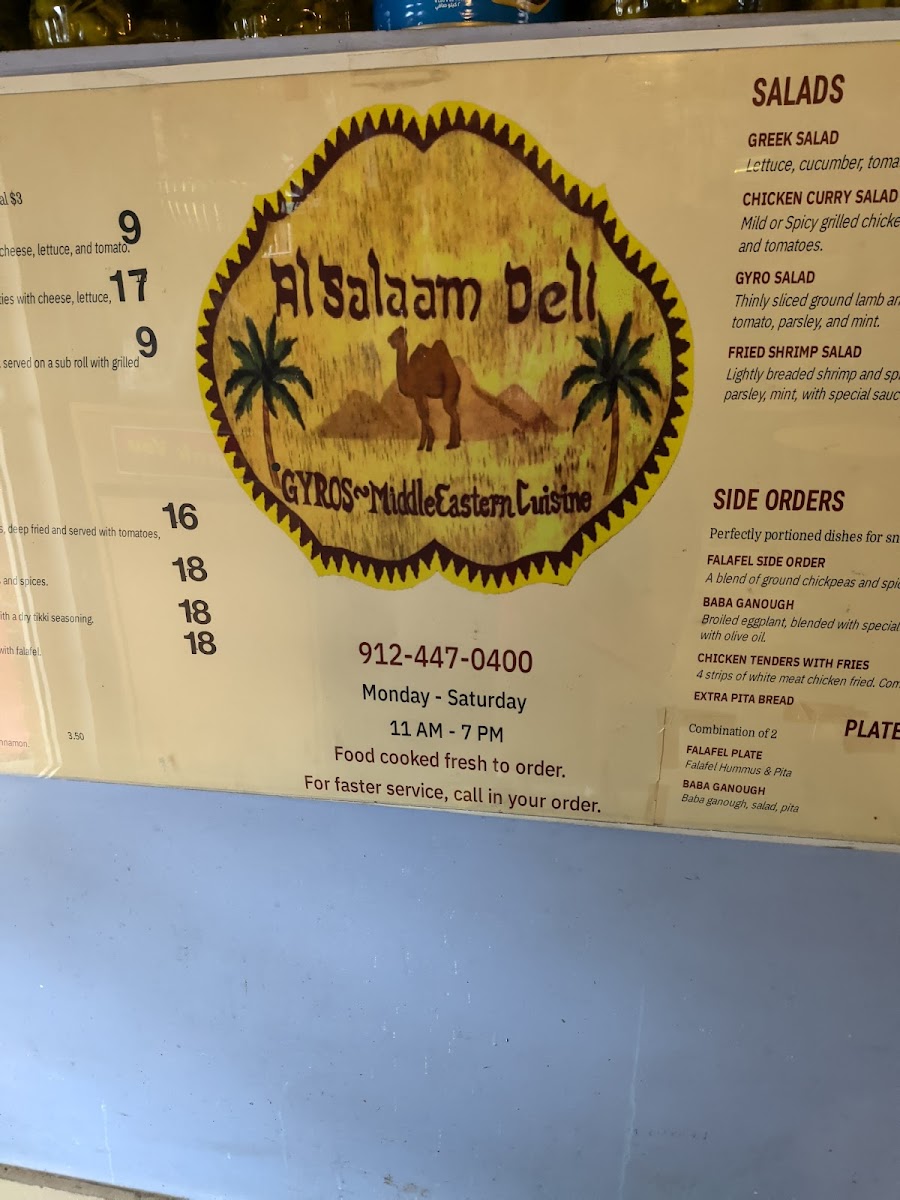 al $3
9
cheese, lettuce, and tomato.
ties with cheese, lettuce, 17
9
served on a sub roll with grilled
16
deep fried and served with tomatoes,
18
and spices.
18
ith a dry tikki seasoning.
18
with falafel.
nnamon. 3.50
Al Salaam Deli
GYROS~Middle Eastern Cuisine
912-447-0400
Monday - Saturday
11 AM - 7 PM
Food cooked fresh to order.
For faster service, call in your order.
SALADS
GREEK SALAD
Lettuce, cucumber, toma
CHICKEN CURRY SALAD
Mild or Spicy grilled chicke
and tomatoes.
GYRO SALAD
Thinly sliced ground lamb an
tomato, parsley, and mint.
FRIED SHRIMP SALAD
Lightly breaded shrimp and spi
parsley, mint, with special sauc
SIDE ORDERS
Perfectly portioned dishes for sn
FALAFEL SIDE ORDER
A blend of ground chickpeas and spic
BABA GANOUGH
Broiled eggplant, blended with special
with olive oil.
CHICKEN TENDERS WITH FRIES
4 strips of white meat chicken fried. Com
EXTRA PITA BREAD
Combination of 2 PLATE
FALAFEL PLATE
Falafel Hummus & Pita
BABA GANOUGH
Baba ganough, salad, pita